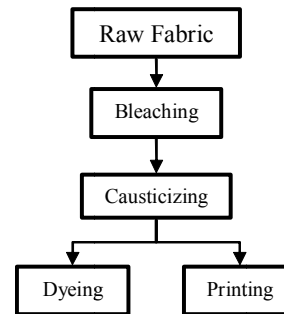 Raw Fabric
Bleaching
Causticizing
Dyeing
Printing